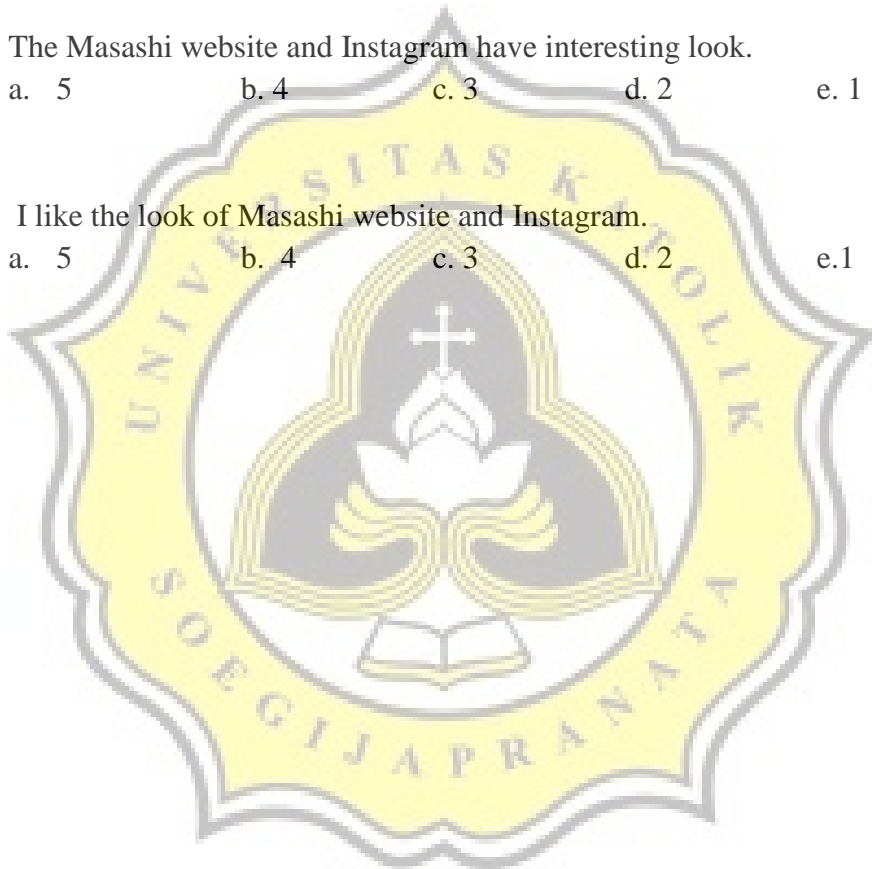 The Masashi website and Instagram have interesting look.
a. 5 b. 4 c. 3 d. 2 e. 1
I like the look of Masashi website and Instagram.
a. 5 b. 4 c. 3 d. 2 e.1
UNIVERSITAS KATOLIK
SOEGIJAPRANATA